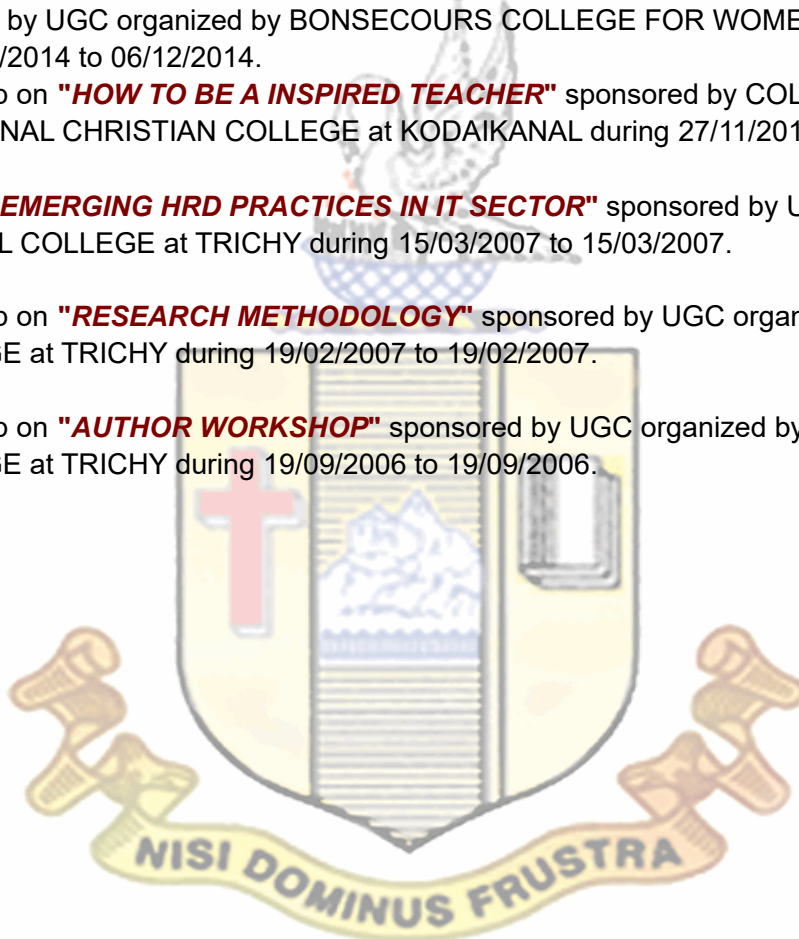 by UGC organized by BONSECOURS COLLEGE FOR WOME
/2014 to 06/12/2014.
o on "HOW TO BE A INSPIRED TEACHER" sponsored by COL
NAL CHRISTIAN COLLEGE at KODAIKANAL during 27/11/201
EMERGING HRD PRACTICES IN IT SECTOR" sponsored by U
L COLLEGE at TRICHY during 15/03/2007 to 15/03/2007.
o on "RESEARCH METHODOLOGY" sponsored by UGC organ
GE at TRICHY during 19/02/2007 to 19/02/2007.
o on "AUTHOR WORKSHOP" sponsored by UGC organized by
GE at TRICHY during 19/09/2006 to 19/09/2006.
NISI DOMINUS FRUSTRA